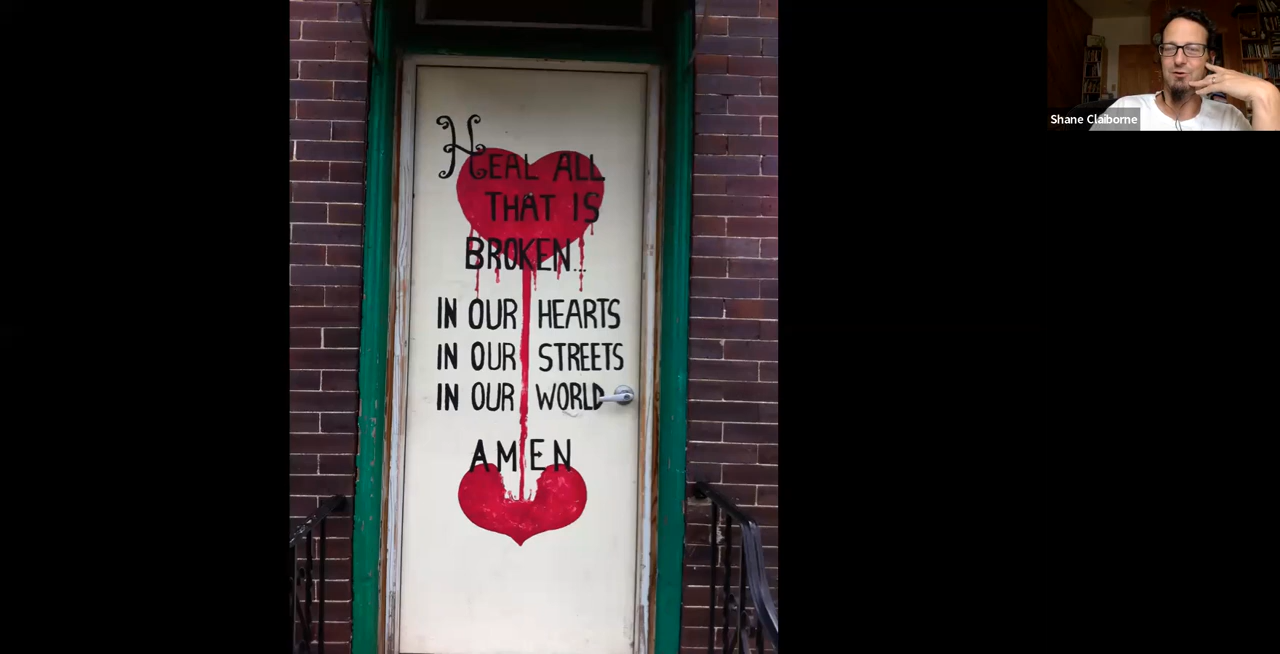 HEAL ALL
THAT IS
BROKEN...
IN OUR HEARTS
IN OUR STREETS
IN OUR WORLD
AMEN
Shane Claiborne